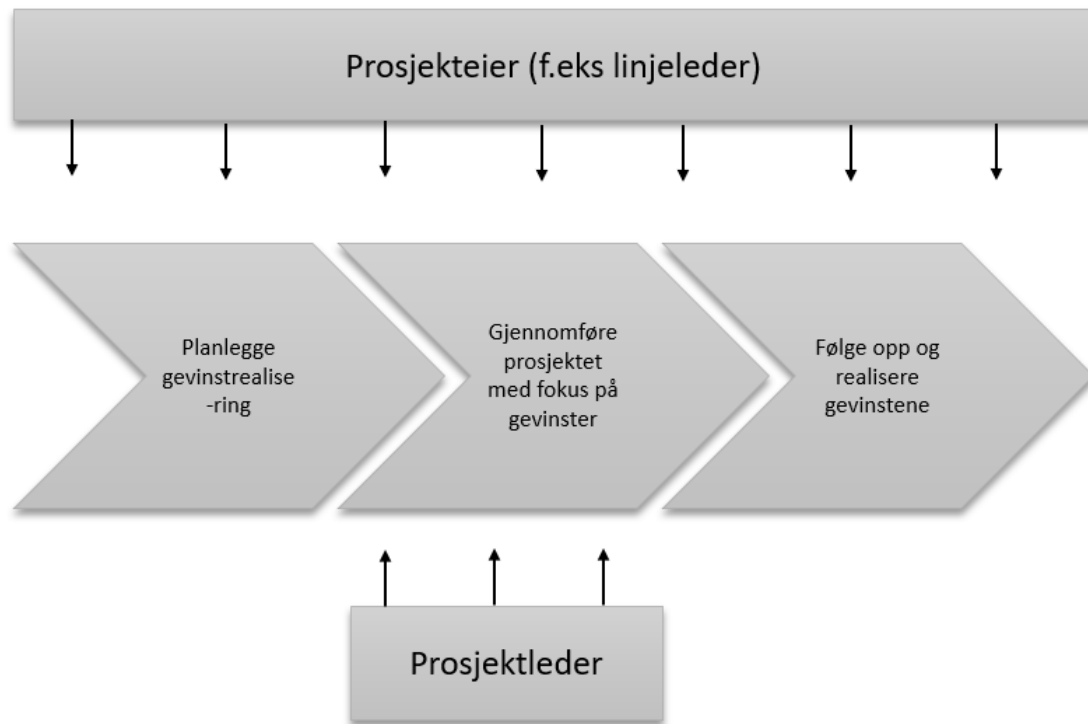 Prosjekteier (f.eks linjeleder)
Planlegge
gevinstrealise
-ring
Gjennomføre
prosjektet
med fokus på
gevinster
Følge opp og
realisere
gevinstene
Prosjektleder